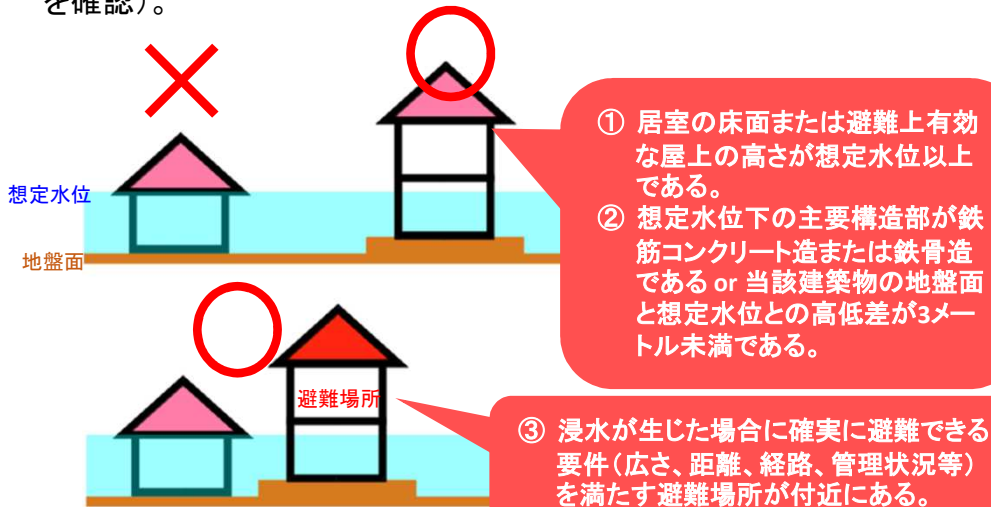 を確認）。
① 居室の床面または避難上有効
な屋上の高さが想定水位以上
である。
② 想定水位下の主要構造部が鉄
筋コンクリート造または鉄骨造
である or 当該建築物の地盤面
と想定水位との高低差が3メー
トル未満である。
想定水位
地盤面
避難場所
③ 浸水が生じた場合に確実に避難できる
要件（広さ、距離、経路、管理状況等）
を満たす避難場所が付近にある。